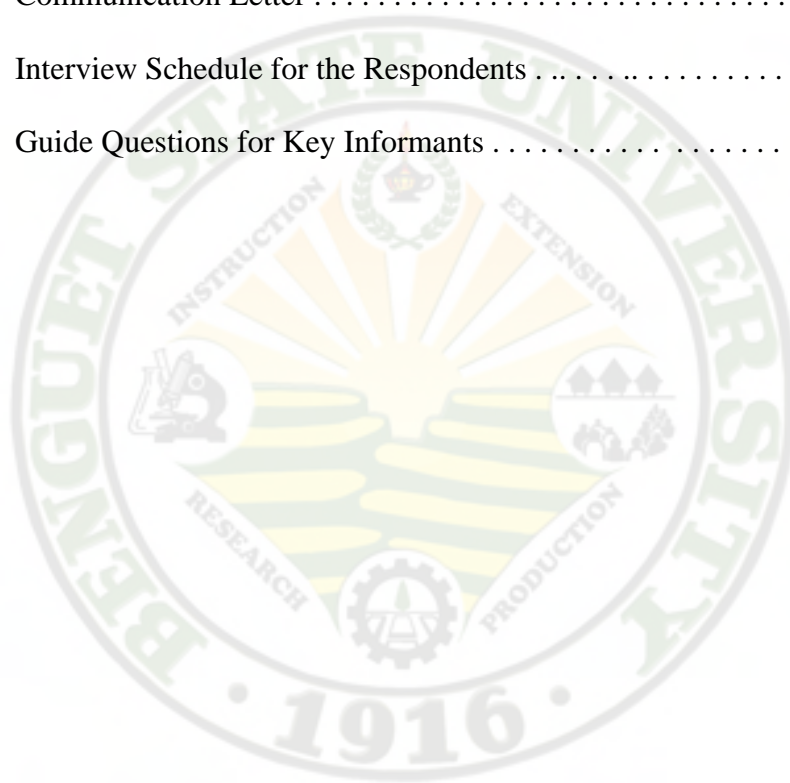 Communication Letter . . . . . . . . . . . . . . . . . . . . . . . . . . . . . .
Interview Schedule for the Respondents . .. . . . .. . . . . . . . . . .
Guide Questions for Key Informants . . . . . . . . . . . . . . . . . .
BENGUET STATE UNIVERSITY
INSTRUCTION
EXTENSION
RESEARCH
PRODUCTION
• 1916 •